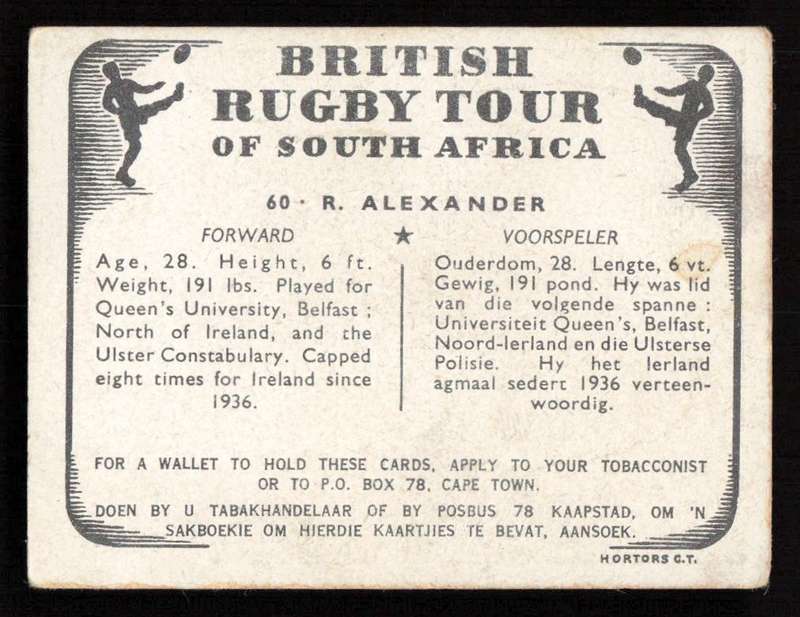 BRITISH
RUGBY TOUR
OF SOUTH AFRICA
60 · R. ALEXANDER
FORWARD
Age, 28. Height, 6 ft.
Weight, 191 lbs. Played for
Queen's University, Belfast ;
North of Ireland, and the
Ulster Constabulary. Capped
eight times for Ireland since
1936.
VOORSPELER
Ouderdom, 28. Lengte, 6 vt.
Gewig, 191 pond. Hy was lid
van die volgende spanne :
Universiteit Queen's, Belfast,
Noord-Ierland en die Ulsterse
Polisie. Hy het Ierland
agmaal sedert 1936 verteen-
woordig.
FOR A WALLET TO HOLD THESE CARDS, APPLY TO YOUR TOBACCONIST
OR TO P.O. BOX 78, CAPE TOWN.
DOEN BY U TABAKHANDELAAR OF BY POSBUS 78 KAAPSTAD, OM 'N
SAKBOEKIE OM HIERDIE KAARTJIES TE BEVAT, AANSOEK.
HORTORS C.T.